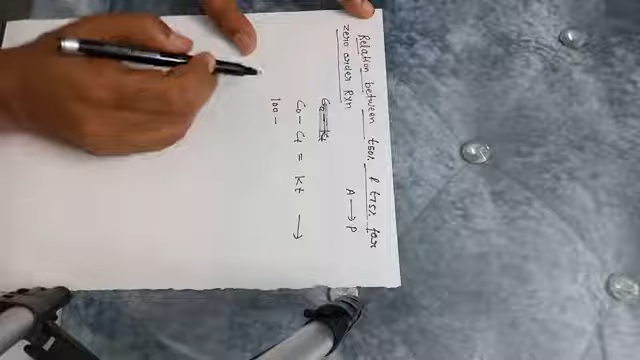 Relation between t50% & t75% for
zero order Rxn
A → P
C0 - Ct = Kt →
100 -